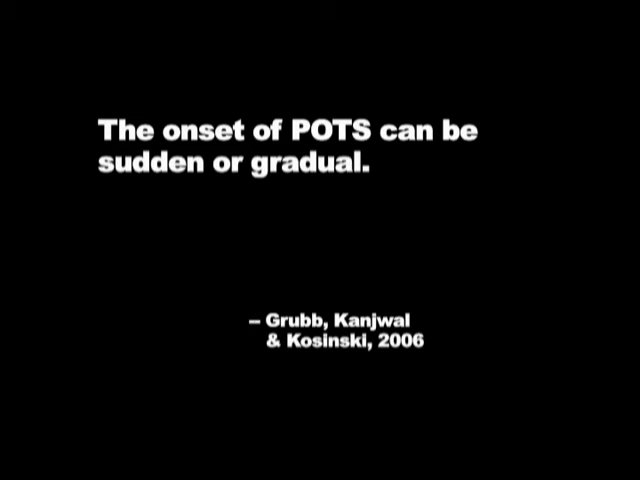 The onset of POTS can be
sudden or gradual.
– Grubb, Kanjwal
& Kosinski, 2006